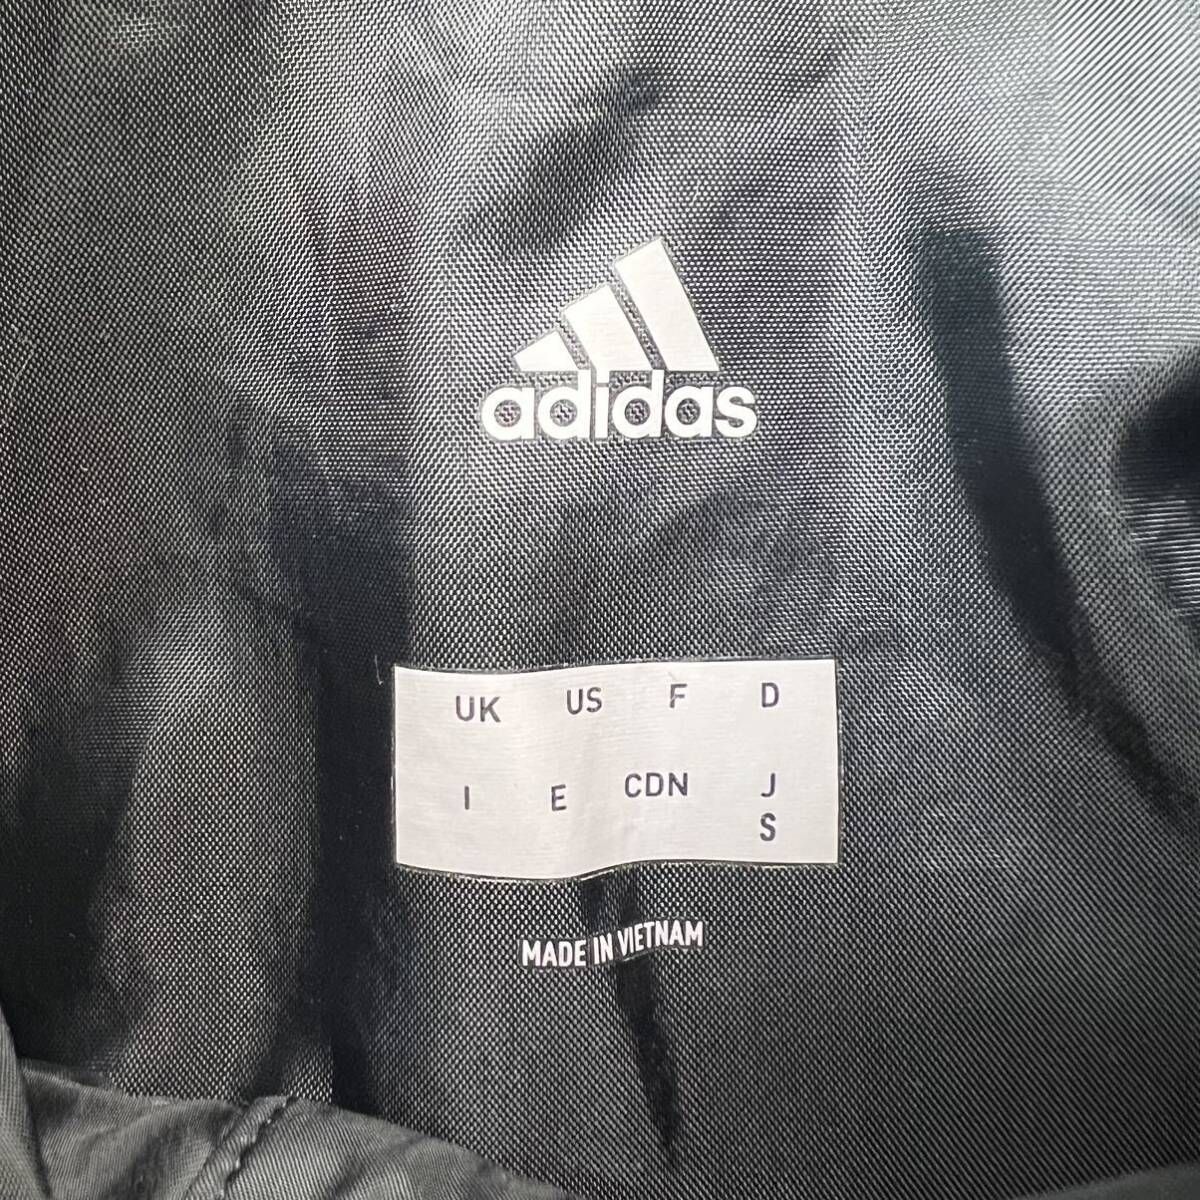 adidas
UK US F D
I E CDN J
S
MADE IN VIETNAM